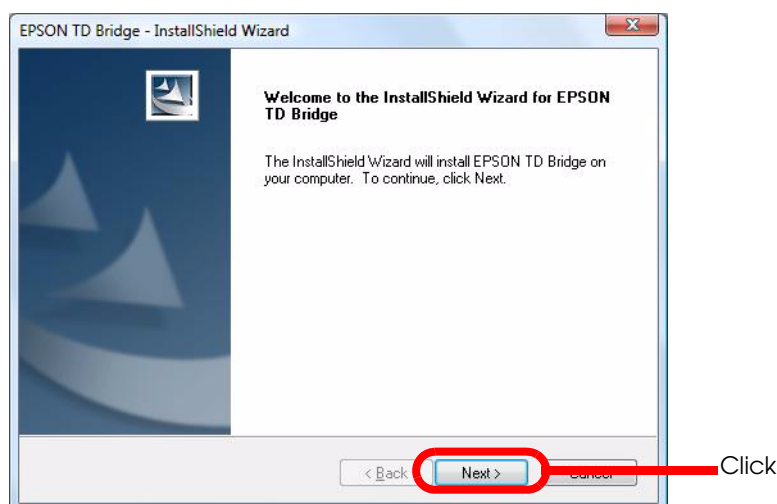 EPSON TD Bridge - InstallShield Wizard
Welcome to the InstallShield Wizard for EPSON
TD Bridge
The InstallShield Wizard will install EPSON TD Bridge on
your computer. To continue, click Next.
< Back
Next >
Cancel
Click